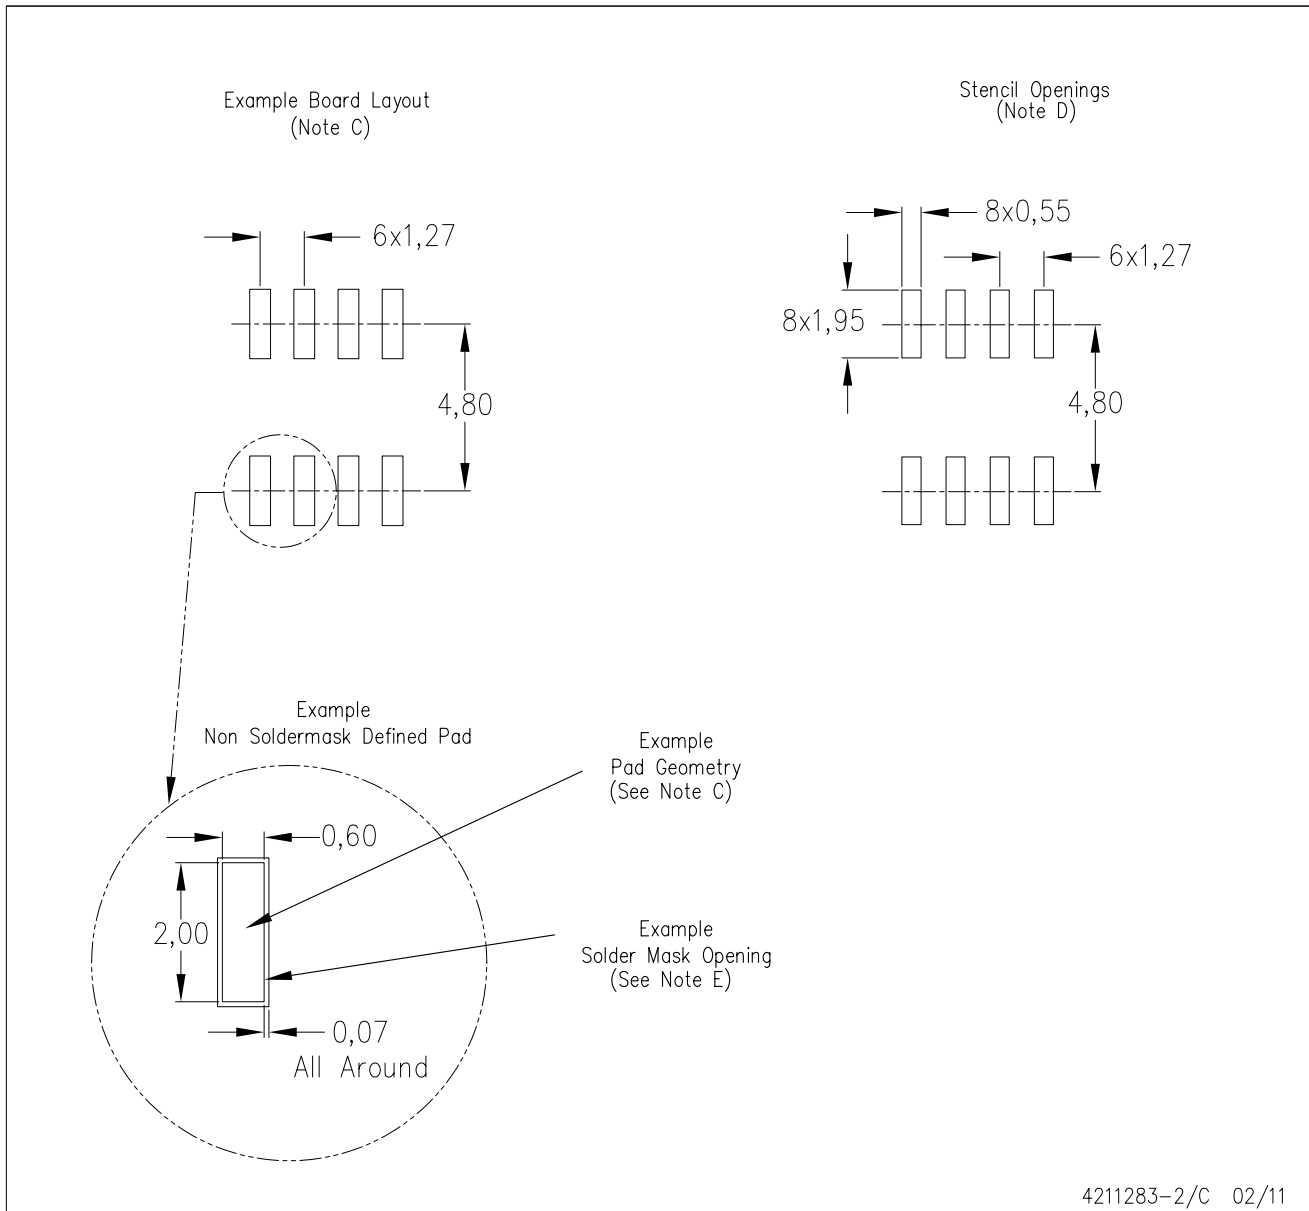 Example Board Layout
(Note C)
Stencil Openings
(Note D)
6x1,27
4,80
8x0,55
6x1,27
8x1,95
4,80
Example
Non Soldermask Defined Pad
Example
Pad Geometry
(See Note C)
0,60
2,00
Example
Solder Mask Opening
(See Note E)
0,07
All Around
4211283-2/C 02/11